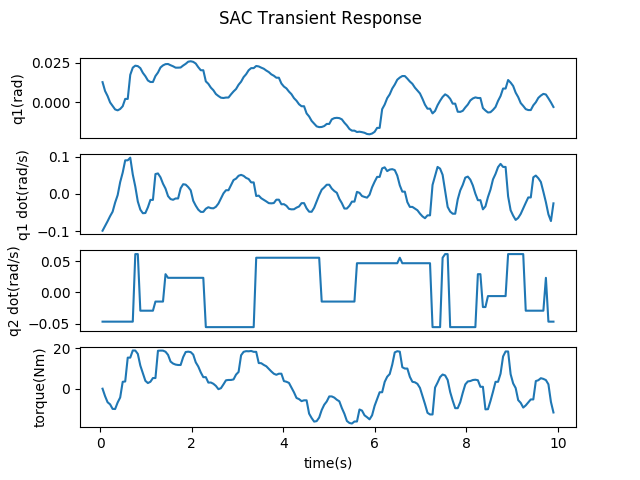 SAC Transient Response
q1(rad)
0.025
0.000
q1 dot(rad/s)
0.1
0.0
−0.1
q2 dot(rad/s)
0.05
0.00
−0.05
torque(Nm)
20
0
0 2 4 6 8 10
time(s)